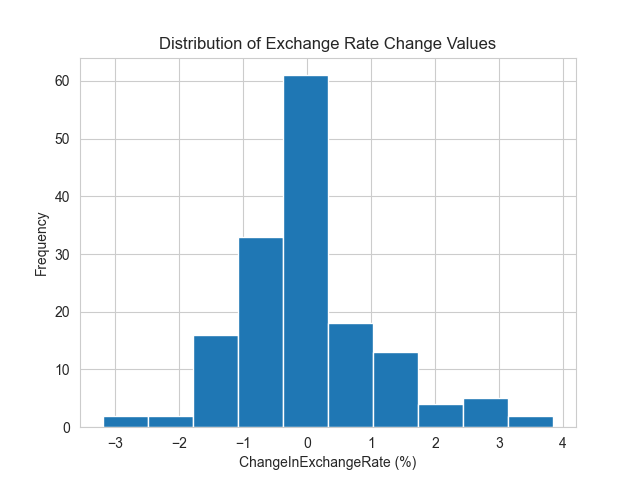 Distribution of Exchange Rate Change Values
60
50
40
30
20
10
0
Frequency
−3 −2 −1 0 1 2 3 4
ChangeInExchangeRate (%)